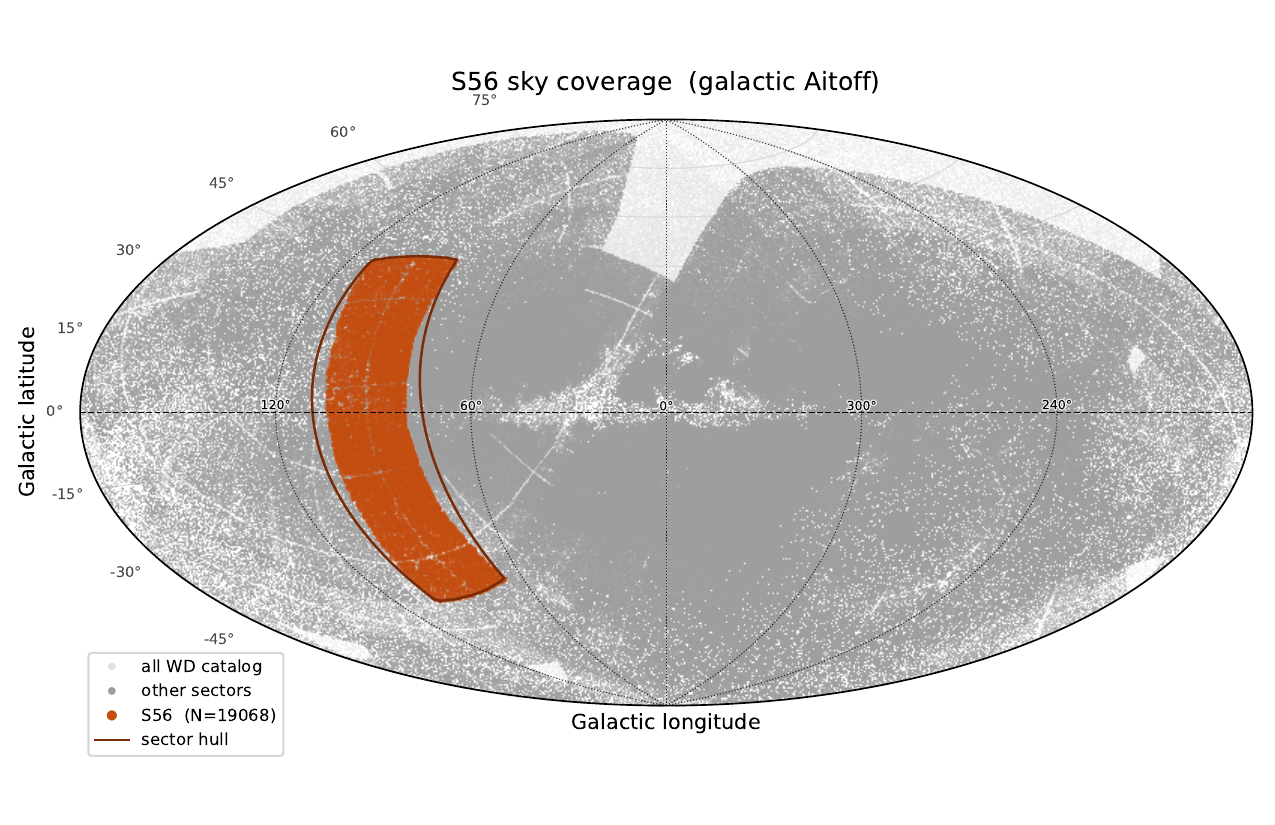 S56 sky coverage  (galactic Aitoff)
75°
60°
45°
30°
15°
0°
-15°
-30°
-45°
120°
60°
0°
300°
240°
Galactic latitude
Galactic longitude
all WD catalog
other sectors
S56  (N=19068)
sector hull